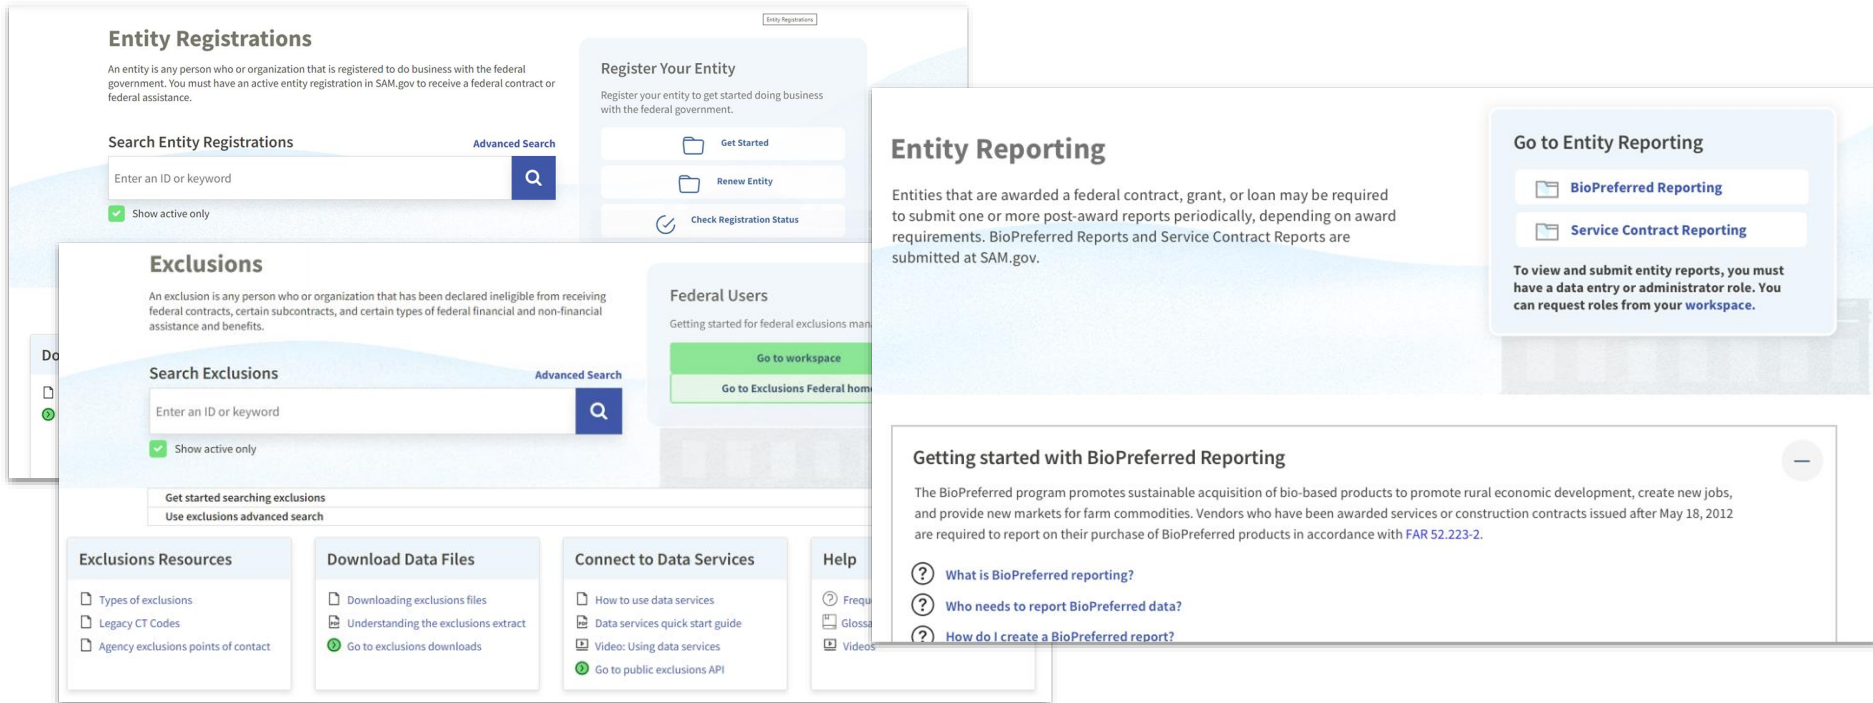 Entity Registrations
Entity Registrations
An entity is any person who or organization that is registered to do business with the federal
government. You must have an active entity registration in SAM.gov to receive a federal contract or
federal assistance.
Search Entity Registrations
Advanced Search
Enter an ID or keyword
Show active only
Register Your Entity
Register your entity to get started doing business
with the federal government.
Get Started
Renew Entity
Check Registration Status
Exclusions
An exclusion is any person who or organization that has been declared ineligible from receiving
federal contracts, certain subcontracts, and certain types of federal financial and non-financial
assistance and benefits.
Search Exclusions
Advanced Search
Enter an ID or keyword
Show active only
Federal Users
Getting started for federal exclusions
Go to workspace
Go to Exclusions Federal
Get started searching exclusions
Use exclusions advanced search
Exclusions Resources
Types of exclusions
Legacy CT Codes
Agency exclusions points of contact
Download Data Files
Downloading exclusions files
Understanding the exclusions extract
Go to exclusions downloads
Connect to Data Services
How to use data services
Data services quick start guide
Video: Using data services
Go to public exclusions API
Help
Videos
Entity Reporting
Entities that are awarded a federal contract, grant, or loan may be required
to submit one or more post-award reports periodically, depending on award
requirements. BioPreferred Reports and Service Contract Reports are
submitted at SAM.gov.
Go to Entity Reporting
BioPreferred Reporting
Service Contract Reporting
To view and submit entity reports, you must
have a data entry or administrator role. You
can request roles from your workspace.
Getting started with BioPreferred Reporting
The BioPreferred program promotes sustainable acquisition of bio-based products to promote rural economic development, create new jobs,
and provide new markets for farm commodities. Vendors who have been awarded services or construction contracts issued after May 18, 2012
are required to report on their purchase of BioPreferred products in accordance with FAR 52.223-2.
What is BioPreferred reporting?
Who needs to report BioPreferred data?
How do I create a BioPreferred report?